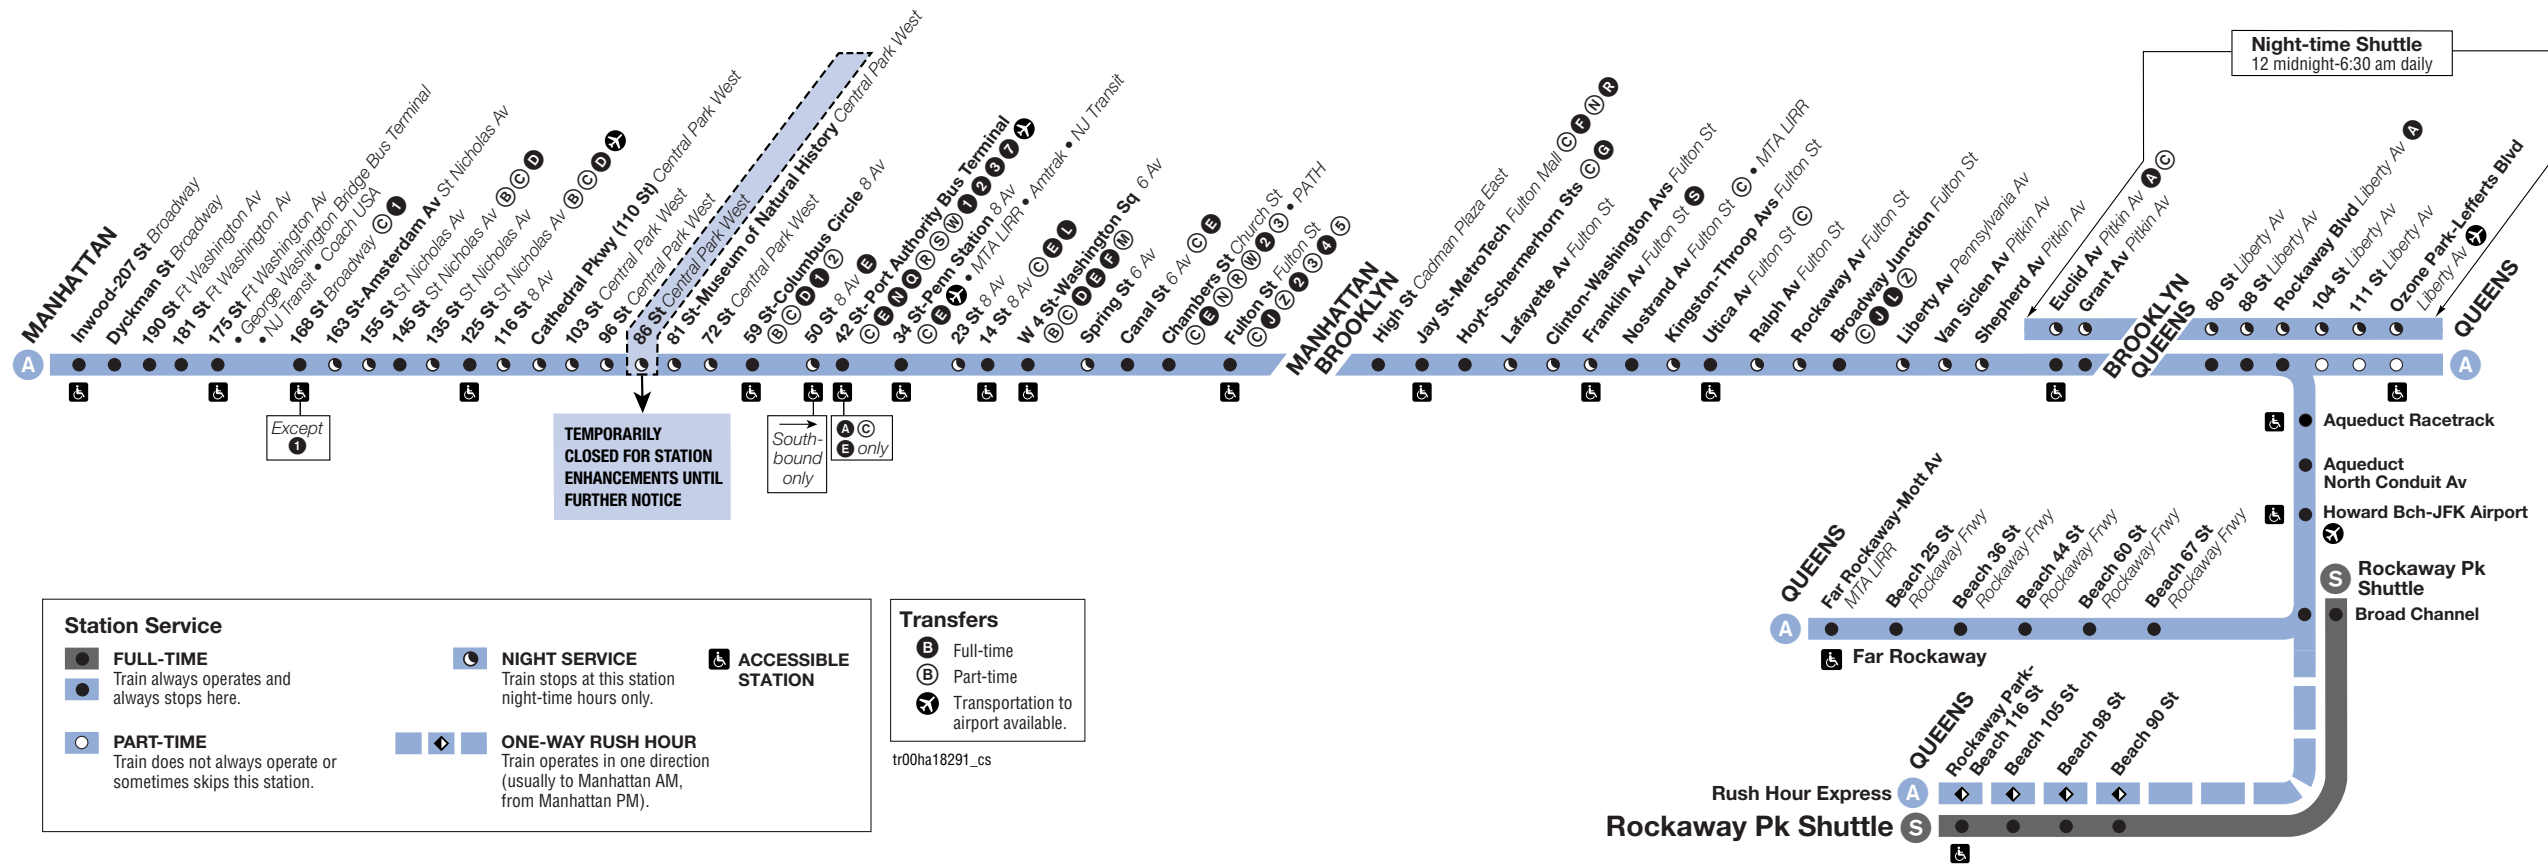 Night-time Shuttle
12 midnight-6:30 am daily
MANHATTAN
A
Inwood-207 St Broadway
Dyckman St Broadway
190 St Ft Washington Av
181 St Ft Washington Av
175 St Ft Washington Av
• George Washington Bridge Bus Terminal
• NJ Transit • Coach USA
168 St Broadway C 1
163 St-Amsterdam Av St Nicholas Av
155 St St Nicholas Av
145 St St Nicholas Av B C D
135 St St Nicholas Av
125 St St Nicholas Av B C D
116 St 8 Av
Cathedral Pkwy (110 St) Central Park West
103 St Central Park West
96 St Central Park West
86 St Central Park West
81 St-Museum of Natural History Central Park West
72 St Central Park West
59 St-Columbus Circle 8 Av
B C D 1 2
50 St 8 Av E
42 St-Port Authority Bus Terminal
C E N Q R S W 1 2 3 7
34 St-Penn Station 8 Av
C E • MTA LIRR • Amtrak • NJ Transit
23 St 8 Av
14 St 8 Av C E L
W 4 St-Washington Sq 6 Av
B C D E F M
Spring St 6 Av
Canal St 6 Av C E
Chambers St Church St
C E N R W 2 3 • PATH
Fulton St Fulton St
C J Z 2 3 4 5
MANHATTAN
BROOKLYN
High St Cadman Plaza East
Jay St-MetroTech Fulton Mall C F N R
Hoyt-Schermerhorn Sts C G
Lafayette Av Fulton St
Clinton-Washington Avs Fulton St
Franklin Av Fulton St S
Nostrand Av Fulton St C • MTA LIRR
Kingston-Throop Avs Fulton St
Utica Av Fulton St C
Ralph Av Fulton St
Rockaway Av Fulton St
Broadway Junction Fulton St
C J L Z
Liberty Av Pennsylvania Av
Van Siclen Av Pitkin Av
Shepherd Av Pitkin Av
Euclid Av Pitkin Av A C
Grant Av Pitkin Av
BROOKLYN
QUEENS
80 St Liberty Av
88 St Liberty Av
Rockaway Blvd Liberty Av A
104 St Liberty Av
111 St Liberty Av
Ozone Park-Lefferts Blvd
Liberty Av
QUEENS
A
Except
1
TEMPORARILY
CLOSED FOR STATION
ENHANCEMENTS UNTIL
FURTHER NOTICE
South-
bound
only
A C
E only
Aqueduct Racetrack
Aqueduct
North Conduit Av
Howard Bch-JFK Airport
S Rockaway Pk
Shuttle
Broad Channel
QUEENS
A
Far Rockaway-Mott Av
MTA LIRR
Beach 25 St
Rockaway Frwy
Beach 36 St
Rockaway Frwy
Beach 44 St
Rockaway Frwy
Beach 60 St
Rockaway Frwy
Beach 67 St
Rockaway Frwy
Far Rockaway
QUEENS
Rockaway Park-
Beach 116 St
Beach 105 St
Beach 98 St
Beach 90 St
Rush Hour Express A
Rockaway Pk Shuttle S
Station Service
FULL-TIME
Train always operates and
always stops here.
PART-TIME
Train does not always operate or
sometimes skips this station.
NIGHT SERVICE
Train stops at this station
night-time hours only.
ONE-WAY RUSH HOUR
Train operates in one direction
(usually to Manhattan AM,
from Manhattan PM).
ACCESSIBLE
STATION
Transfers
B Full-time
B Part-time
Transportation to
airport available.
tr00ha18291_cs